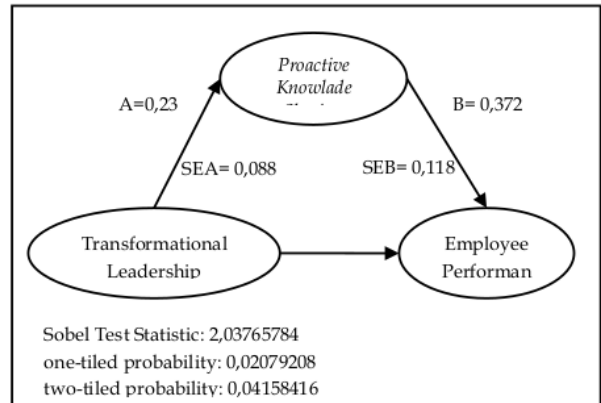 Proactive
Knowlade
A=0,23
B= 0,372
SEA= 0,088
SEB= 0,118
Transformational
Leadership
Employee
Performan
Sobel Test Statistic: 2,03765784
one-tiled probability: 0,02079208
two-tiled probability: 0,04158416